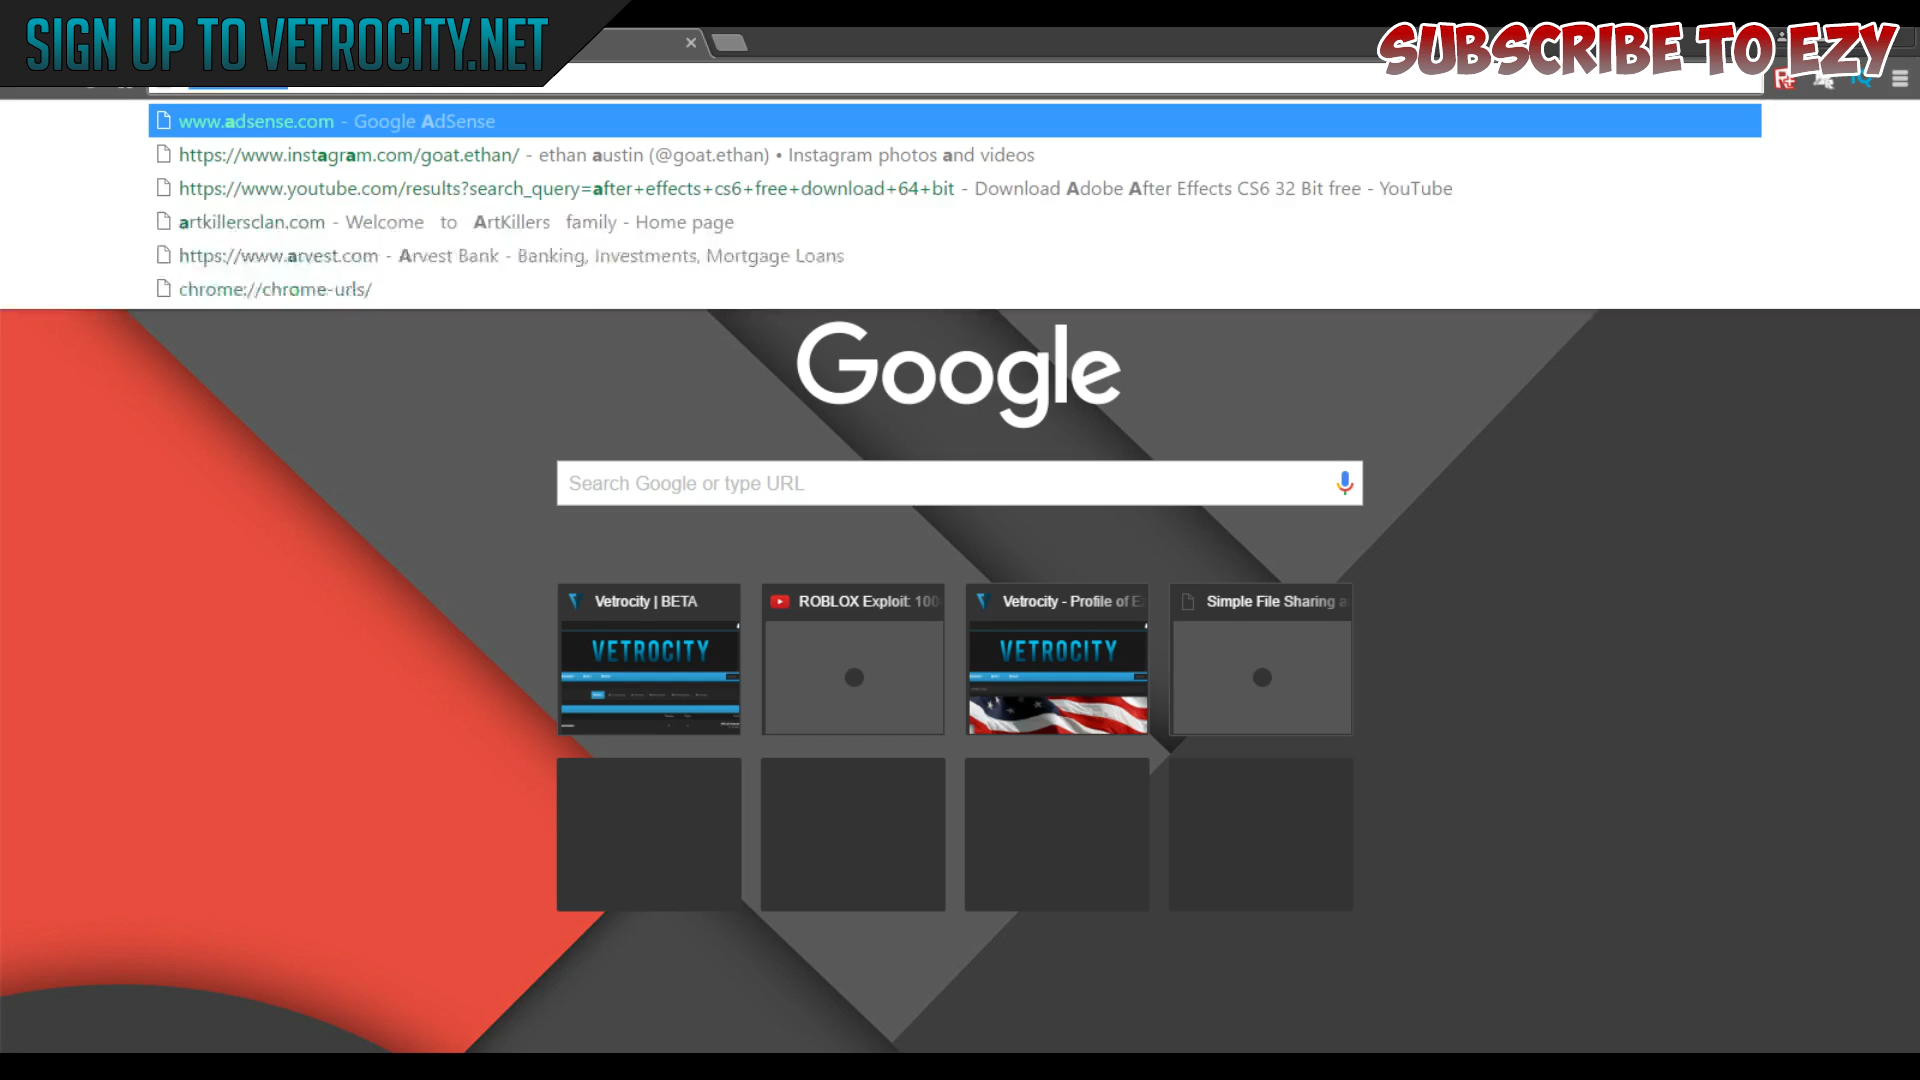 SIGN UP TO VETROCITY.NET
SUBSCRIBE TO EZY
www.adsense.com - Google AdSense
https://www.instagram.com/goat.ethan/ - ethan austin (@goat.ethan) • Instagram photos and videos
https://www.youtube.com/results?search_query=after+effects+cs6+free+download+64+bit - Download Adobe After Effects CS6 32 Bit free - YouTube
artkillersclan.com - Welcome to ArtKillers family - Home page
https://www.arvest.com - Arvest Bank - Banking, Investments, Mortgage Loans
chrome://chrome-urls/
Google
Search Google or type URL
Vetrocity | BETA
ROBLOX Exploit: 100
Vetrocity - Profile of E
Simple File Sharing a
VETROCITY
VETROCITY